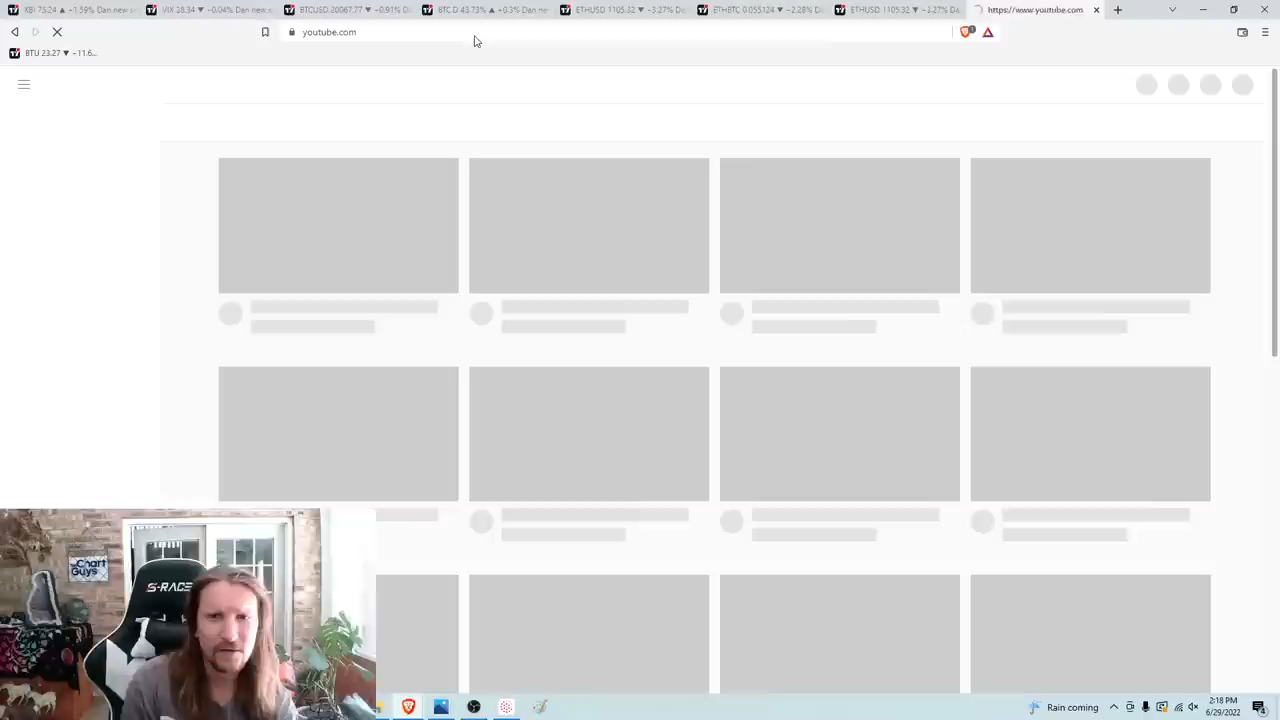 XBI 75.24 ▲ +1.59% Dan new s
VIX 28.34 ▼ −0.04% Dan new s
BTCUSD 20067.77 ▼ −0.91% D
BTC.D 43.73% ▲ +0.3% Dan ne
ETHUSD 1105.32 ▼ −3.27% Da
ETHBTC 0.055124 ▼ −2.28% D
ETHUSD 1105.32 ▼ −3.27% Da
https://www.youtube.com
youtube.com
BTU 23.27 ▼ −11.6...
the Chart Guys
S-RACE
Rain coming
2:18 PM
6/29/2022